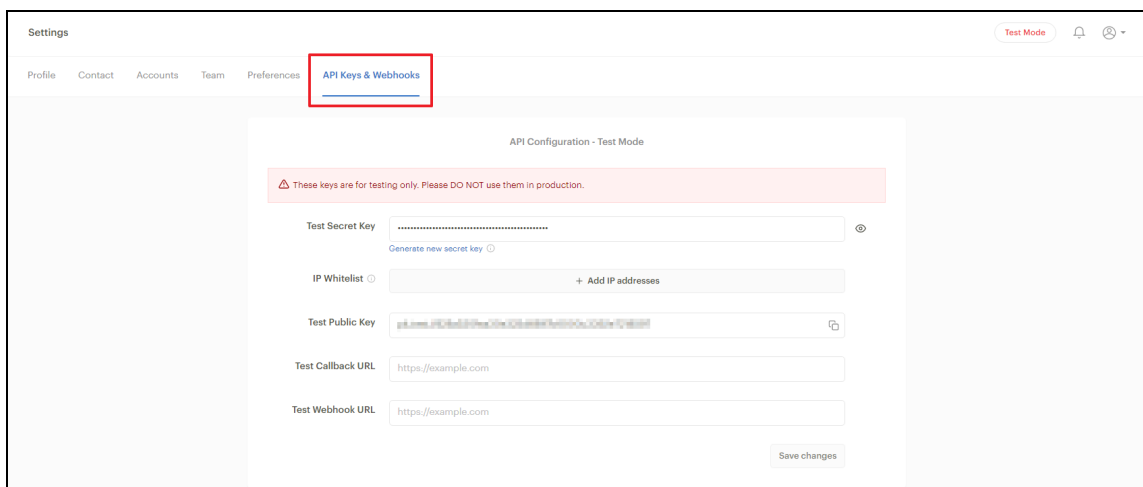 Settings
Test Mode
Profile Contact Accounts Team Preferences API Keys & Webhooks
API Configuration - Test Mode
These keys are for testing only. Please DO NOT use them in production.
Test Secret Key ••••••••••••••••••••••••••••••••••••••••••••••••
Generate new secret key
IP Whitelist + Add IP addresses
Test Public Key
Test Callback URL https://example.com
Test Webhook URL https://example.com
Save changes